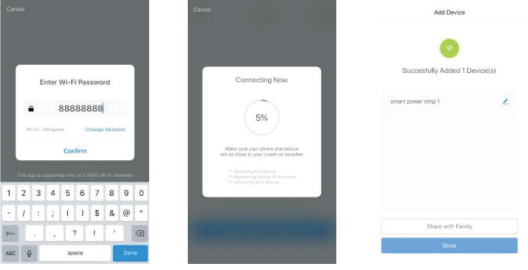 Cancel
Enter Wi-Fi Password
88888888
Change Network
Confirm
This app is supported only on 2.4GHz Wi-Fi channels
1 2 3 4 5 6 7 8 9 0
- / : ; ( ) $ & @ "
#+= . , ? ! '
ABC space Done
Cancel
Connecting Now
5%
Make sure your phone and device
are as close to your router as possible
Add Device
Succesfully Added 1 Device(s)
smart power strip 1
Share with Family
Done